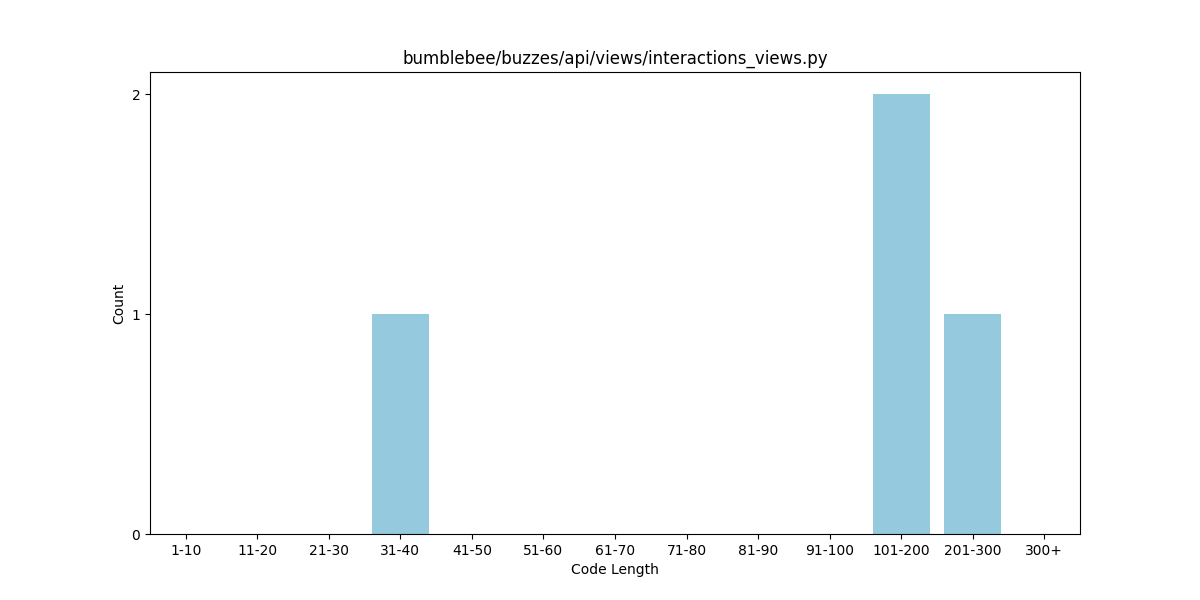 bumblebee/buzzes/api/views/interactions_views.py
2
1
0
Count
1-10 11-20 21-30 31-40 41-50 51-60 61-70 71-80 81-90 91-100 101-200 201-300 300+
Code Length